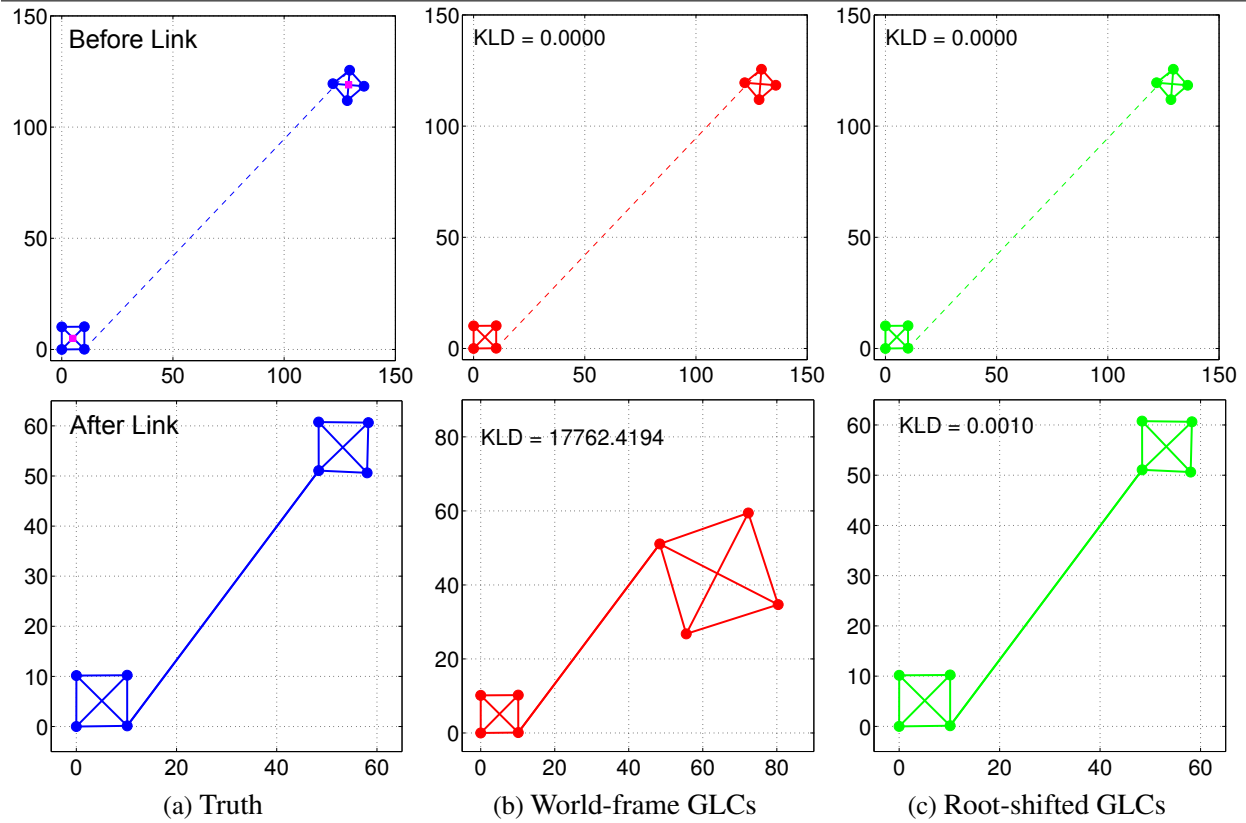 Before Link
150
100
50
0
0 50 100 150
KLD = 0.0000
150
100
50
0
0 50 100 150
KLD = 0.0000
150
100
50
0
0 50 100 150
After Link
60
50
40
30
20
10
0
0 20 40 60
KLD = 17762.4194
80
60
40
20
0
0 20 40 60 80
KLD = 0.0010
60
50
40
30
20
10
0
0 20 40 60
(a) Truth
(b) World-frame GLCs
(c) Root-shifted GLCs